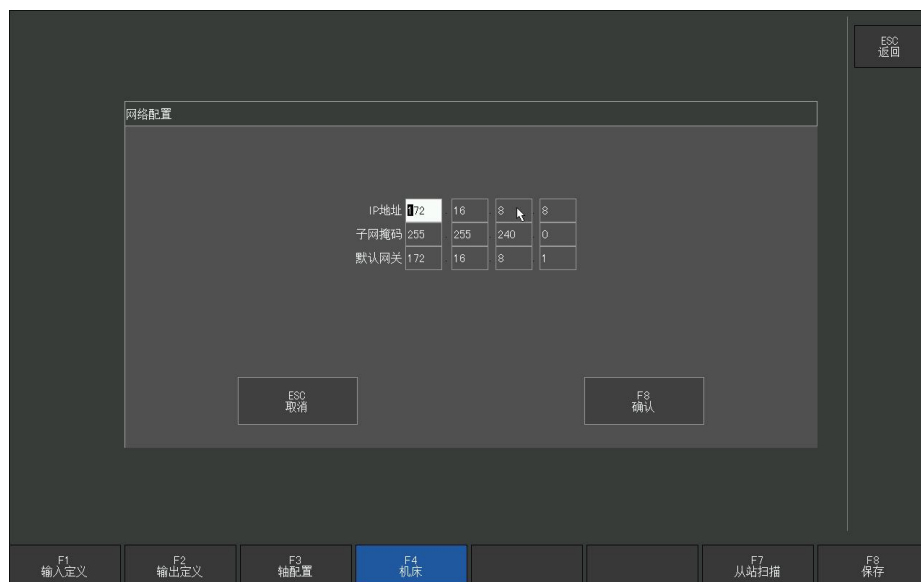 ESC
返回
网络配置
IP地址 172 16 8 8
子网掩码 255 255 240 0
默认网关 172 16 8 1
ESC
取消
F8
确认
F1
输入定义
F2
输出定义
F3
轴配置
F4
机床
F7
从站扫描
F8
保存